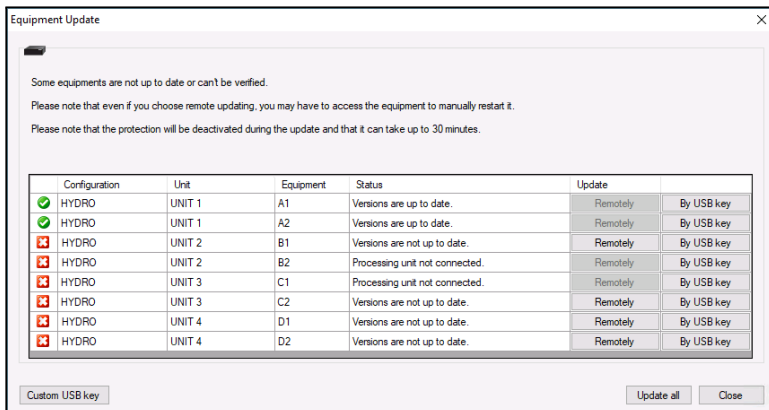 Equipment Update
Some equipments are not up to date or can't be verified.
Please note that even if you choose remote updating, you may have to access the equipment to manually restart it.
Please note that the protection will be deactivated during the update and that it can take up to 30 minutes.
Configuration Unit Equipment Status Update
HYDRO UNIT 1 A1 Versions are up to date. Remotely By USB key
HYDRO UNIT 1 A2 Versions are up to date. Remotely By USB key
HYDRO UNIT 2 B1 Versions are not up to date. Remotely By USB key
HYDRO UNIT 2 B2 Processing unit not connected. Remotely By USB key
HYDRO UNIT 3 C1 Processing unit not connected. Remotely By USB key
HYDRO UNIT 3 C2 Versions are not up to date. Remotely By USB key
HYDRO UNIT 4 D1 Versions are not up to date. Remotely By USB key
HYDRO UNIT 4 D2 Versions are not up to date. Remotely By USB key
Custom USB key Update all Close